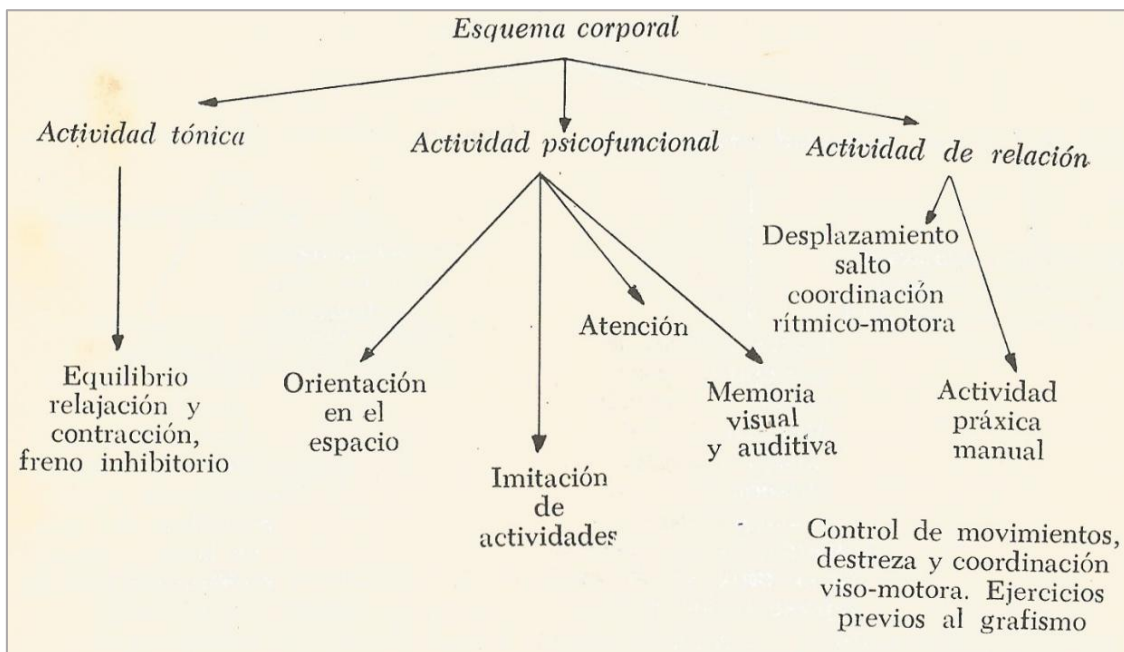 Esquema corporal
Actividad tónica
Actividad psicofuncional
Actividad de relación
Desplazamiento
salto
coordinación
rítmico-motora
Atención
Equilibrio
relajación y
contracción,
freno inhibitorio
Orientación
en el
espacio
Imitación
de
actividades
Memoria
visual
y auditiva
Actividad
práxica
manual
Control de movimientos,
destreza y coordinación
viso-motora. Ejercicios
previos al grafismo